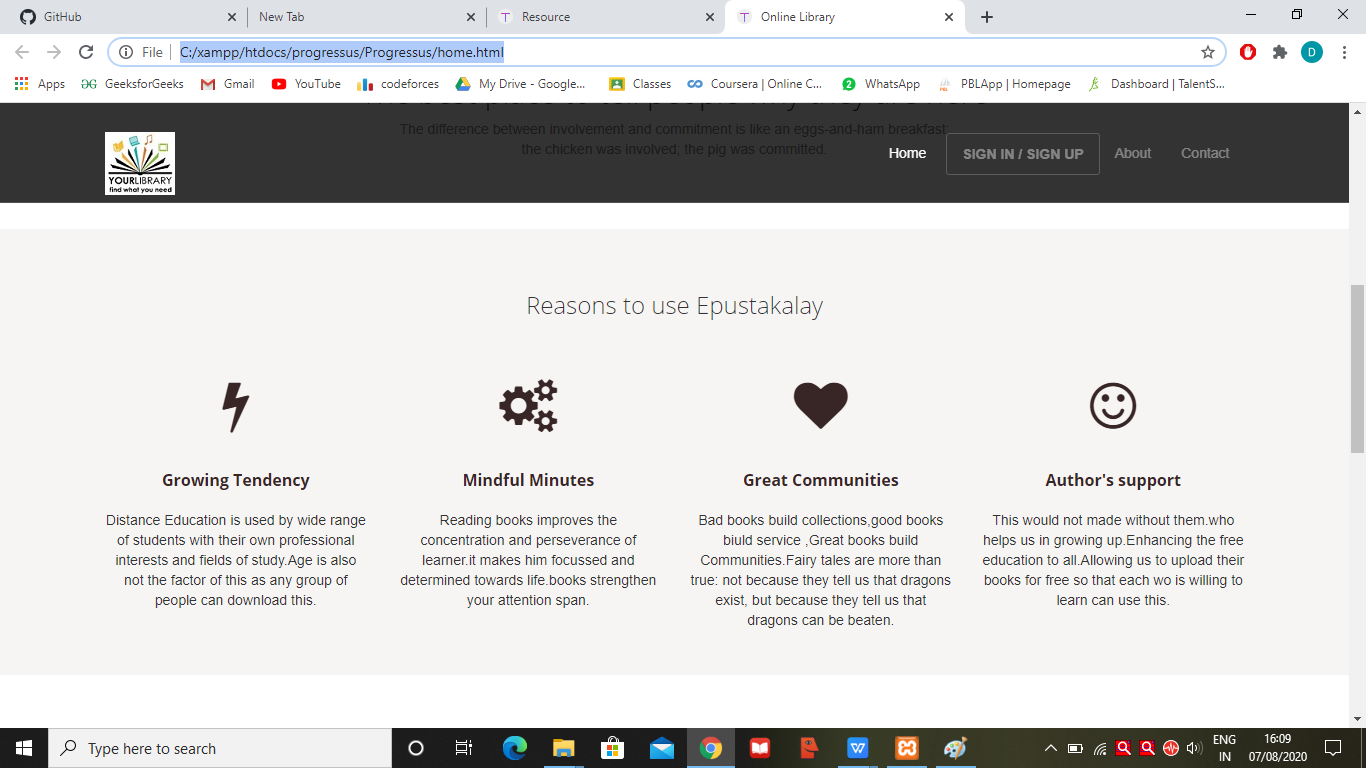 GitHub
New Tab
Resource
Online Library
File
C:/xampp/htdocs/progressus/Progressus/home.html
D
Apps
GeeksforGeeks
Gmail
YouTube
codeforces
My Drive - Google...
Classes
Coursera | Online C...
2 WhatsApp
PBLApp | Homepage
Dashboard | TalentS...
The difference between involvement and commitment is like an eggs-and-ham breakfast:
the chicken was involved; the pig was committed.
YOURLIBRARY
find what you need
Home
SIGN IN / SIGN UP
About
Contact
Reasons to use Epustakalay
Growing Tendency
Distance Education is used by wide range
of students with their own professional
interests and fields of study.Age is also
not the factor of this as any group of
people can download this.
Mindful Minutes
Reading books improves the
concentration and perseverance of
learner.it makes him focussed and
determined towards life.books strengthen
your attention span.
Great Communities
Bad books build collections,good books
biuld service ,Great books build
Communities.Fairy tales are more than
true: not because they tell us that dragons
exist, but because they tell us that
dragons can be beaten.
Author's support
This would not made without them.who
helps us in growing up.Enhancing the free
education to all.Allowing us to upload their
books for free so that each wo is willing to
learn can use this.
Type here to search
ENG
IN
16:09
07/08/2020